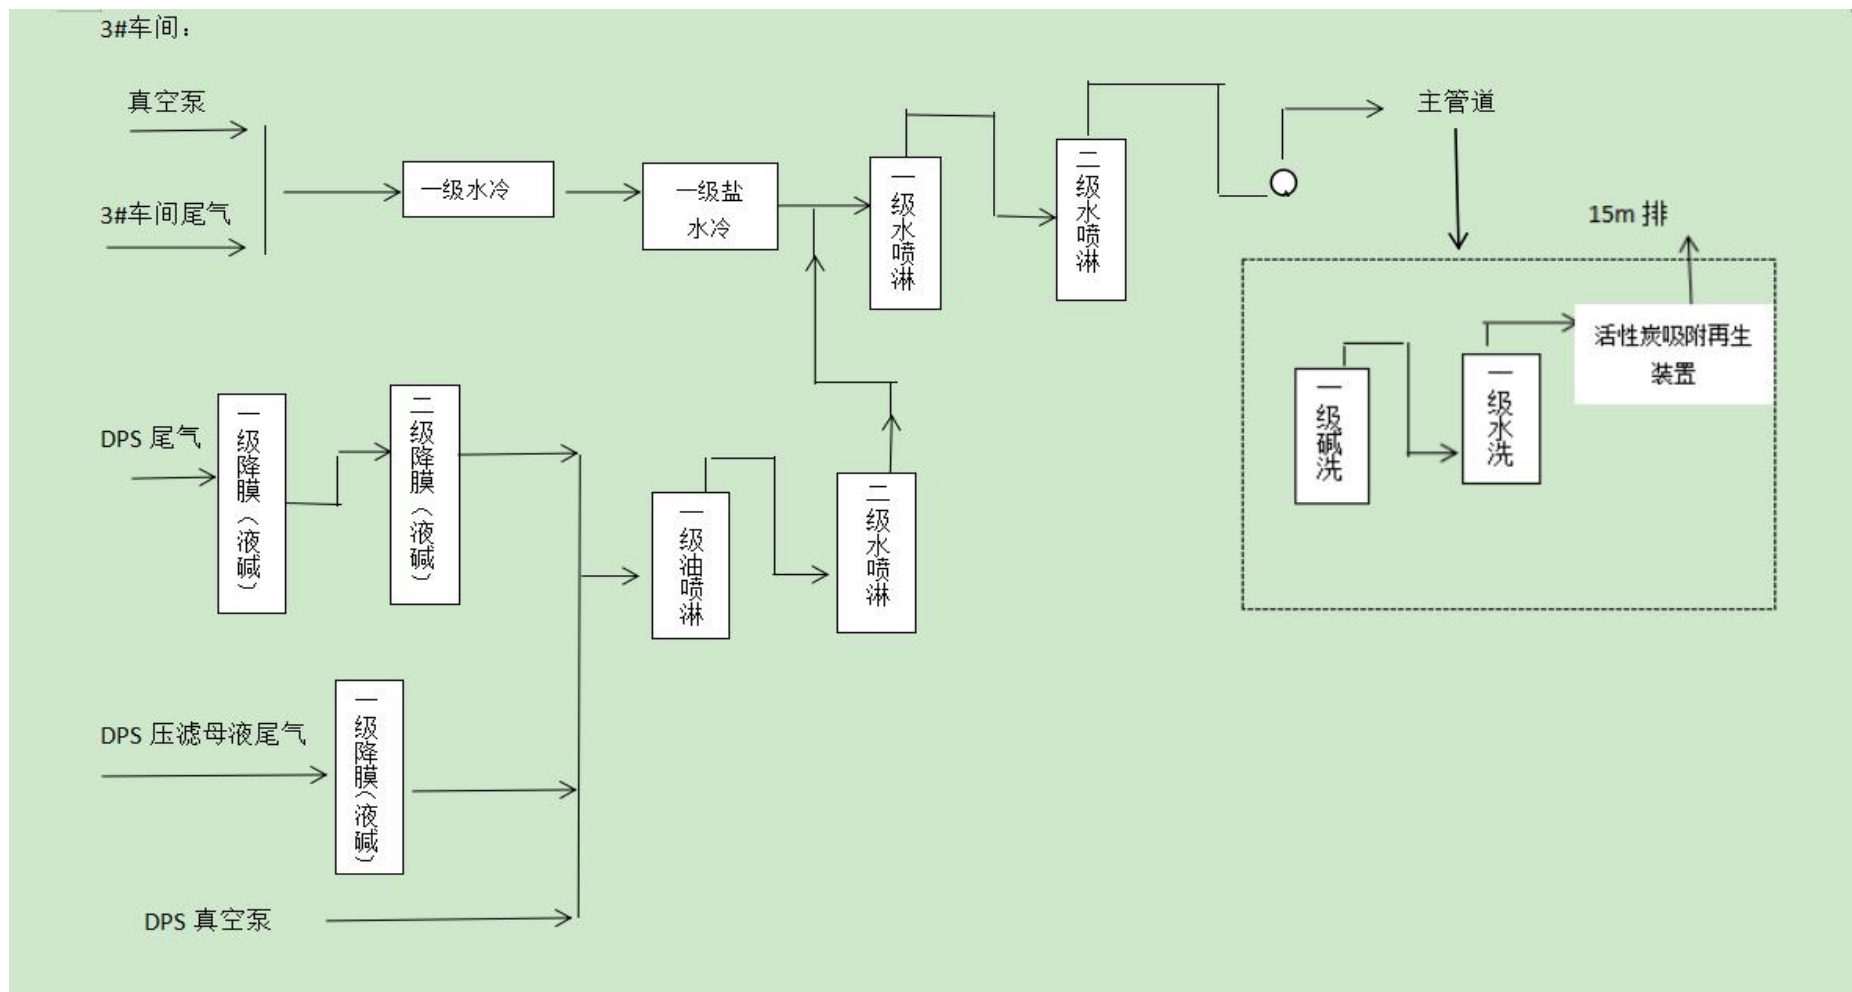 3#车间：
真空泵
3#车间尾气
一级水冷
一级盐
水冷
一级水喷淋
二级水喷淋
主管道
15m 排
活性炭吸附再生
装置
一级碱洗
一级水洗
DPS 尾气
一级降膜（液碱）
二级降膜（液碱）
一级油喷淋
二级水喷淋
DPS 压滤母液尾气
一级降膜（液碱）
DPS 真空泵